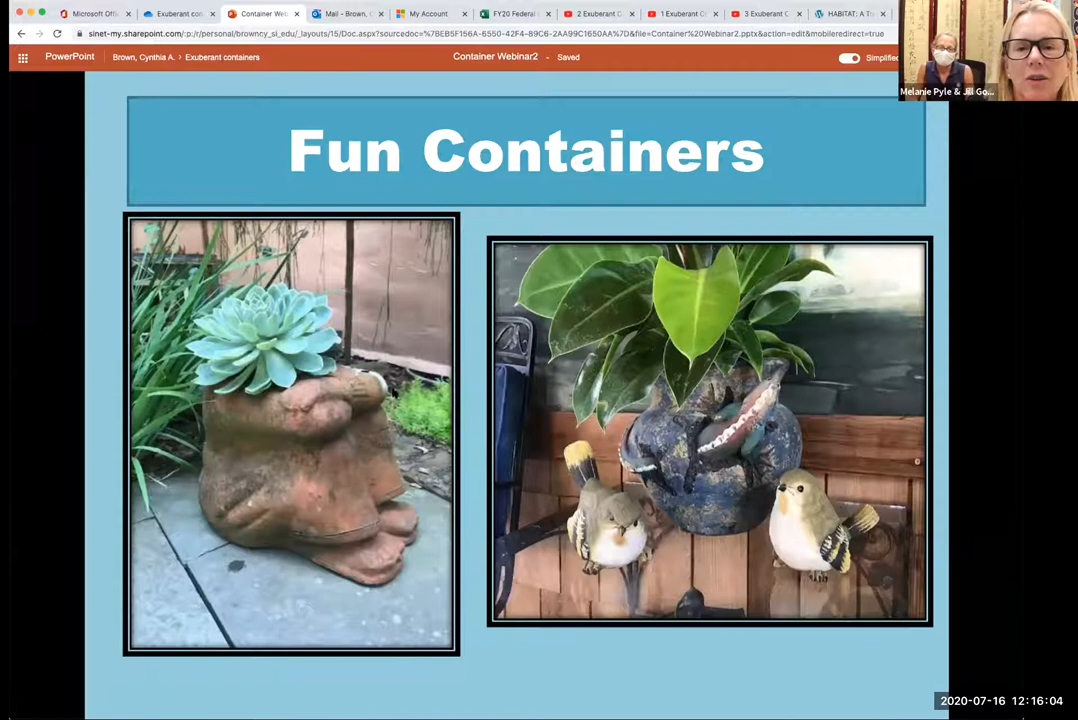 Microsoft Offi
Exuberant con
Container Web
Mail - Brown, C
My Account
FY20 Federal
2 Exuberant C
1 Exuberant C
3 Exuberant C
HABITAT: A Th
sinet-my.sharepoint.com/:p:/r/personal/browncy_si_edu/_layouts/15/Doc.aspx?sourcedoc=%7BEB5F156A-6550-42F4-89C6-2AA99C1650AA%7D&file=Container%20Webinar2.pptx&action=edit&mobileredirect=true
PowerPoint
Brown, Cynthia A. > Exuberant containers
Container Webinar2 - Saved
Simplified
Melanie Pyle & Jill Go...
Fun Containers
2020-07-16 12:16:04